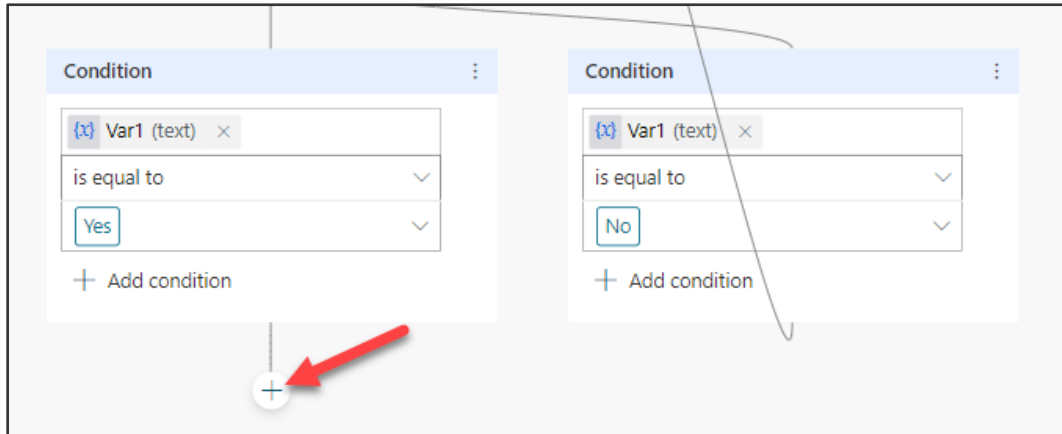 Condition
{x} Var1 (text)
is equal to
Yes
Add condition
Condition
{x} Var1 (text)
is equal to
No
Add condition